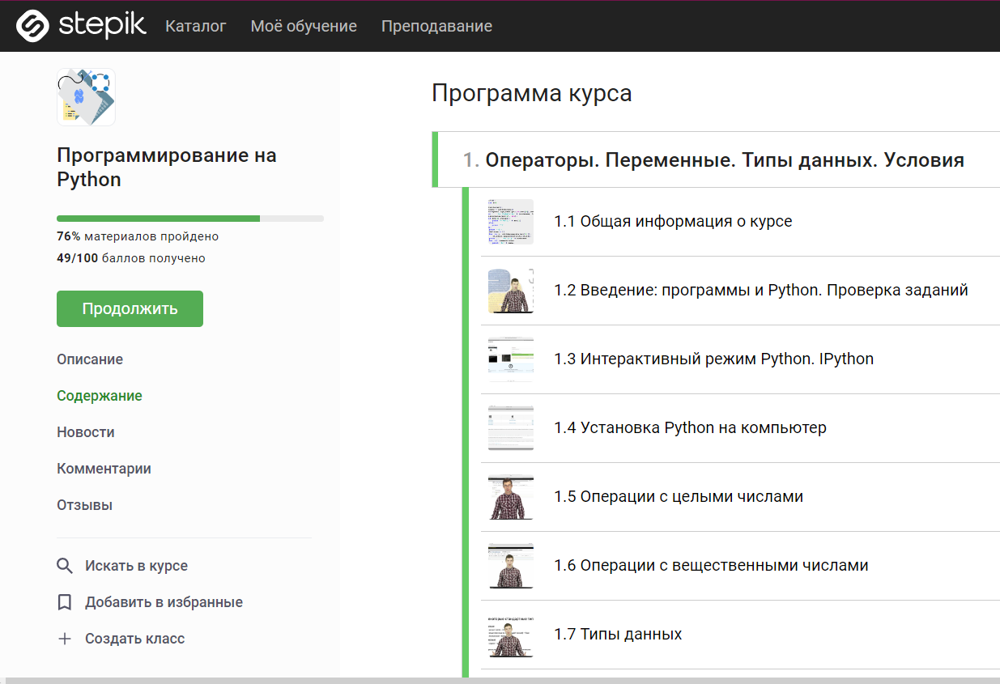 stepik Каталог Моё обучение Преподавание
Программирование на
Python
76% материалов пройдено
49/100 баллов получено
Продолжить
Описание
Содержание
Новости
Комментарии
Отзывы
Искать в курсе
Добавить в избранные
Создать класс
Программа курса
1. Операторы. Переменные. Типы данных. Условия
1.1 Общая информация о курсе
1.2 Введение: программы и Python. Проверка заданий
1.3 Интерактивный режим Python. IPython
1.4 Установка Python на компьютер
1.5 Операции с целыми числами
1.6 Операции с вещественными числами
1.7 Типы данных